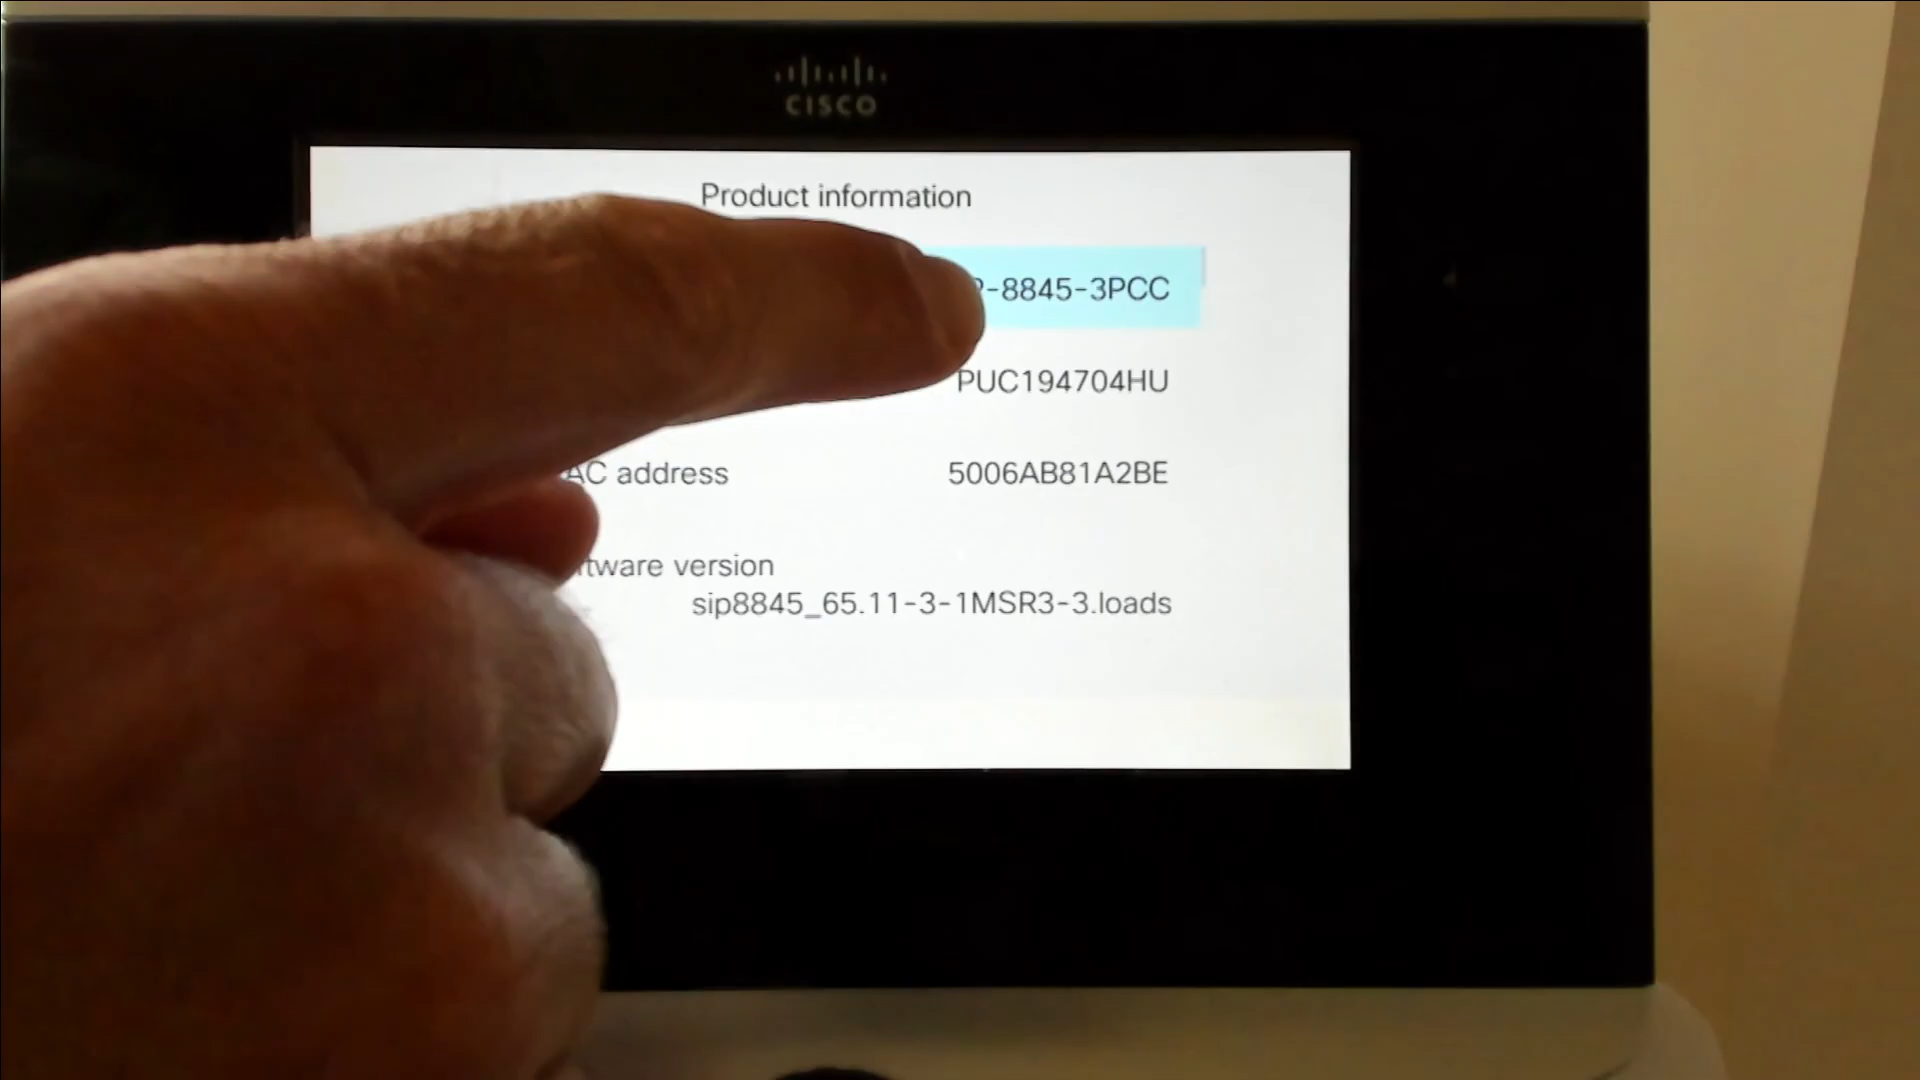 CISCO
Product information
-8845-3PCC
PUC194704HU
AC address 5006AB81A2BE
tware version
sip8845_65.11-3-1MSR3-3.loads